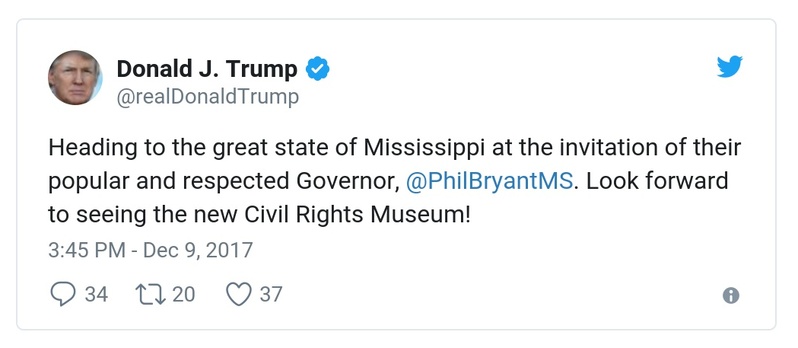 Donald J. Trump
@realDonaldTrump
Heading to the great state of Mississippi at the invitation of their
popular and respected Governor, @PhilBryantMS. Look forward
to seeing the new Civil Rights Museum!
3:45 PM - Dec 9, 2017
34 20 37